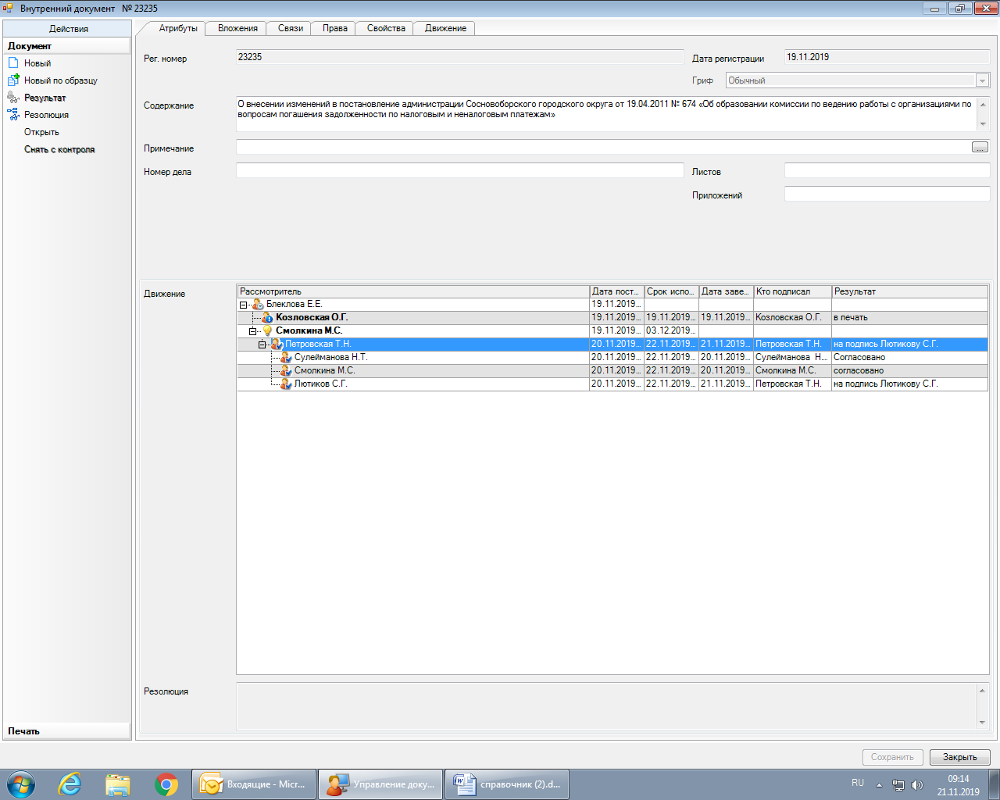 Внутренний документ № 23235
Действия
Документ
Новый
Новый по образцу
Результат
Резолюция
Открыть
Снять с контроля
Печать
Атрибуты Вложения Связи Права Свойства Движение
Рег. номер 23235 Дата регистрации 19.11.2019
Гриф Обычный
Содержание О внесении изменений в постановление администрации Сосновоборского городского округа от 19.04.2011 № 674 «Об образовании комиссии по ведению работы с организациями по
вопросам погашения задолженности по налоговым и неналоговым платежам»
Примечание ...
Номер дела Листов
Приложений
Движение
Рассмотритель Дата пост... Срок испо... Дата заве... Кто подписал Результат
Блеклова Е.Е. 19.11.2019...
Козловская О.Г. 19.11.2019... 19.11.2019... 19.11.2019... Козловская О.Г. в печать
Смолкина М.С. 19.11.2019... 03.12.2019...
Петровская Т.Н. 20.11.2019... 22.11.2019... 21.11.2019... Петровская Т.Н. на подпись Лютикову С.Г.
Сулейманова Н.Т. 20.11.2019... 22.11.2019... 20.11.2019... Сулейманова Н... Согласовано
Смолкина М.С. 20.11.2019... 22.11.2019... 20.11.2019... Смолкина М.С. согласовано
Лютиков С.Г. 20.11.2019... 22.11.2019... 21.11.2019... Петровская Т.Н. на подпись Лютикову С.Г.
Резолюция
Сохранить Закрыть
Входящие - Micr... Управление доку... справочник (2).d... RU 09:14
21.11.2019